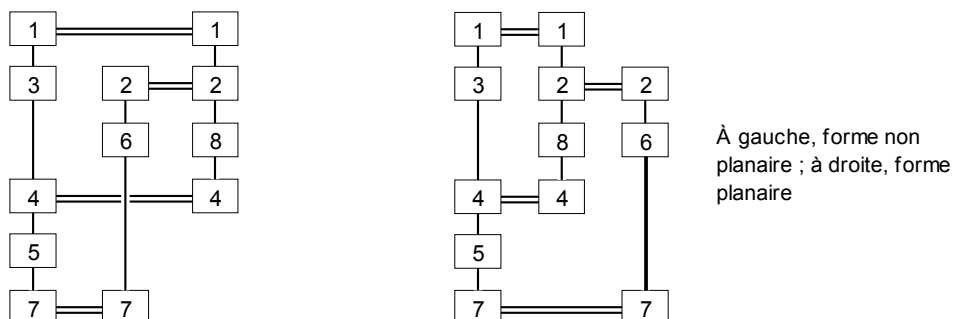 1 1 1 1
3 2 2 3 2 2
6 8 8 6
À gauche, forme non
planaire ; à droite, forme
planaire
4 4 4 4
5 5
7 7 7 7